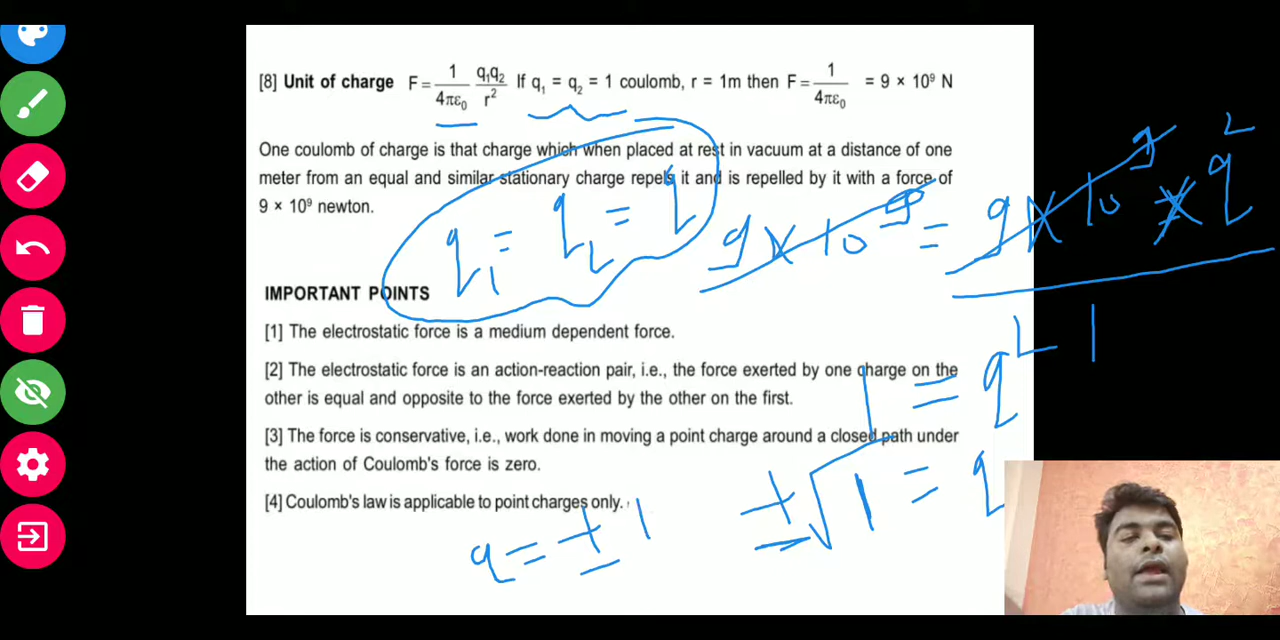 [8] Unit of charge F = 1/4πε₀ q₁q₂/r² If q₁ = q₂ = 1 coulomb, r = 1m then F = 1/4πε₀ = 9 × 10⁹ N
One coulomb of charge is that charge which when placed at rest in vacuum at a distance of one
meter from an equal and similar stationary charge repels it and is repelled by it with a force of
9 × 10⁹ newton.
q₁ = q₂ = q
9 × 10⁹ = 9 × 10⁹ × q² / 1
IMPORTANT POINTS
[1] The electrostatic force is a medium dependent force.
[2] The electrostatic force is an action-reaction pair, i.e., the force exerted by one charge on the
other is equal and opposite to the force exerted by the other on the first.
1 = q²
[3] The force is conservative, i.e., work done in moving a point charge around a closed path under
the action of Coulomb's force is zero.
[4] Coulomb's law is applicable to point charges only.
± √1 = q
q = ± 1